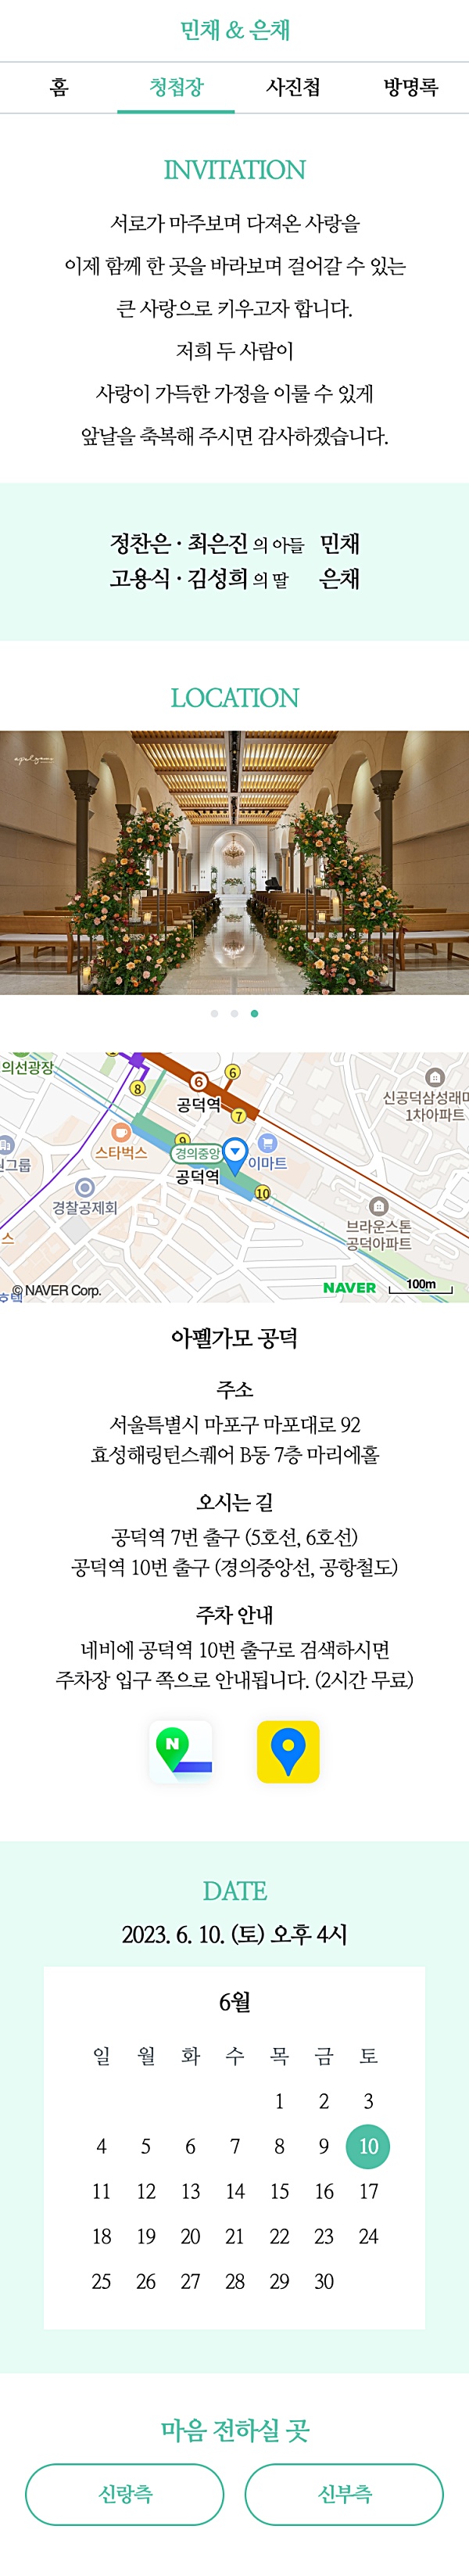 민채 & 은채
홈 청첩장 사진첩 방명록
INVITATION
서로가 마주보며 다져온 사랑을
이제 함께 한 곳을 바라보며 걸어갈 수 있는
큰 사랑으로 키우고자 합니다.
저희 두 사람이
사랑이 가득한 가정을 이룰 수 있게
앞날을 축복해 주시면 감사하겠습니다.
정찬은 · 최은진 의 아들 민채
고용식 · 김성희 의 딸 은채
LOCATION
의선광장
8
6
6
공덕역
7
신공덕삼성래미
1차아파트
스타벅스
9
경의중앙
이마트
공덕역
10
그룹
경찰공제회
브라운스톤
공덕아파트
스
호텔
© NAVER Corp.
NAVER
100m
아펠가모 공덕
주소
서울특별시 마포구 마포대로 92
효성해링턴스퀘어 B동 7층 마리에홀
오시는 길
공덕역 7번 출구 (5호선, 6호선)
공덕역 10번 출구 (경의중앙선, 공항철도)
주차 안내
네비에 공덕역 10번 출구로 검색하시면
주차장 입구 쪽으로 안내됩니다. (2시간 무료)
N
DATE
2023. 6. 10. (토) 오후 4시
6월
일 월 화 수 목 금 토
1 2 3
4 5 6 7 8 9 10
11 12 13 14 15 16 17
18 19 20 21 22 23 24
25 26 27 28 29 30
마음 전하실 곳
신랑측 신부측